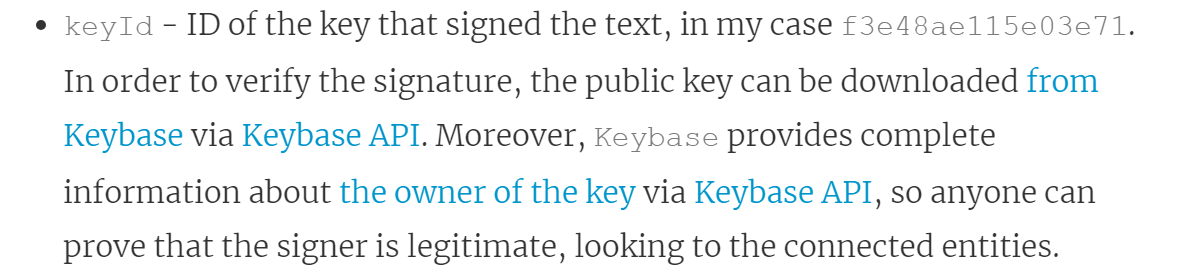 • keyId - ID of the key that signed the text, in my case f3e48ae115e03e71.
In order to verify the signature, the public key can be downloaded from
Keybase via Keybase API. Moreover, Keybase provides complete
information about the owner of the key via Keybase API, so anyone can
prove that the signer is legitimate, looking to the connected entities.